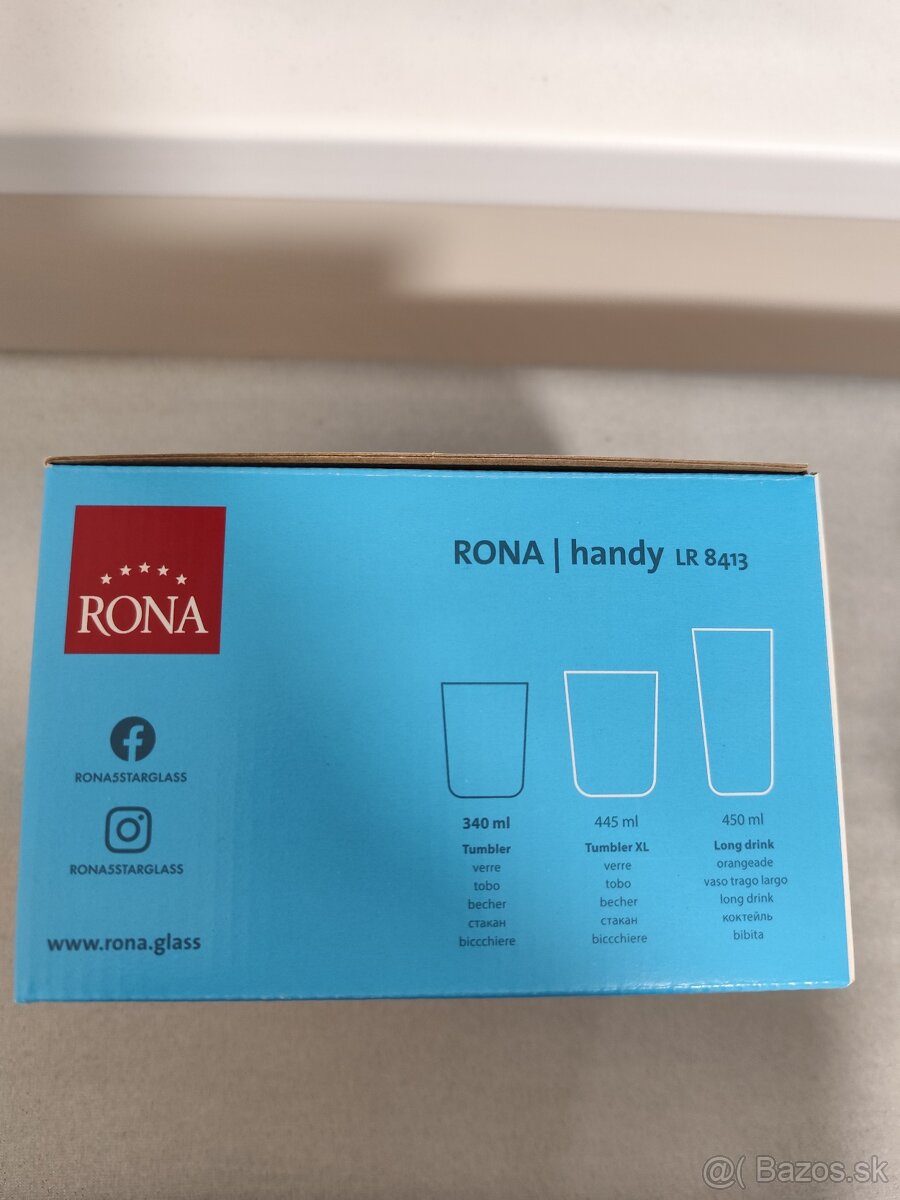 RONA
RONA | handy LR 8413
RONA5STARGLASS
RONA5STARGLASS
www.rona.glass
340 ml
Tumbler
verre
tobo
becher
стакан
biccchiere
445 ml
Tumbler XL
verre
tobo
becher
стакан
biccchiere
450 ml
Long drink
orangeade
vaso trago largo
long drink
коктейль
bibita
@( Bazos.sk